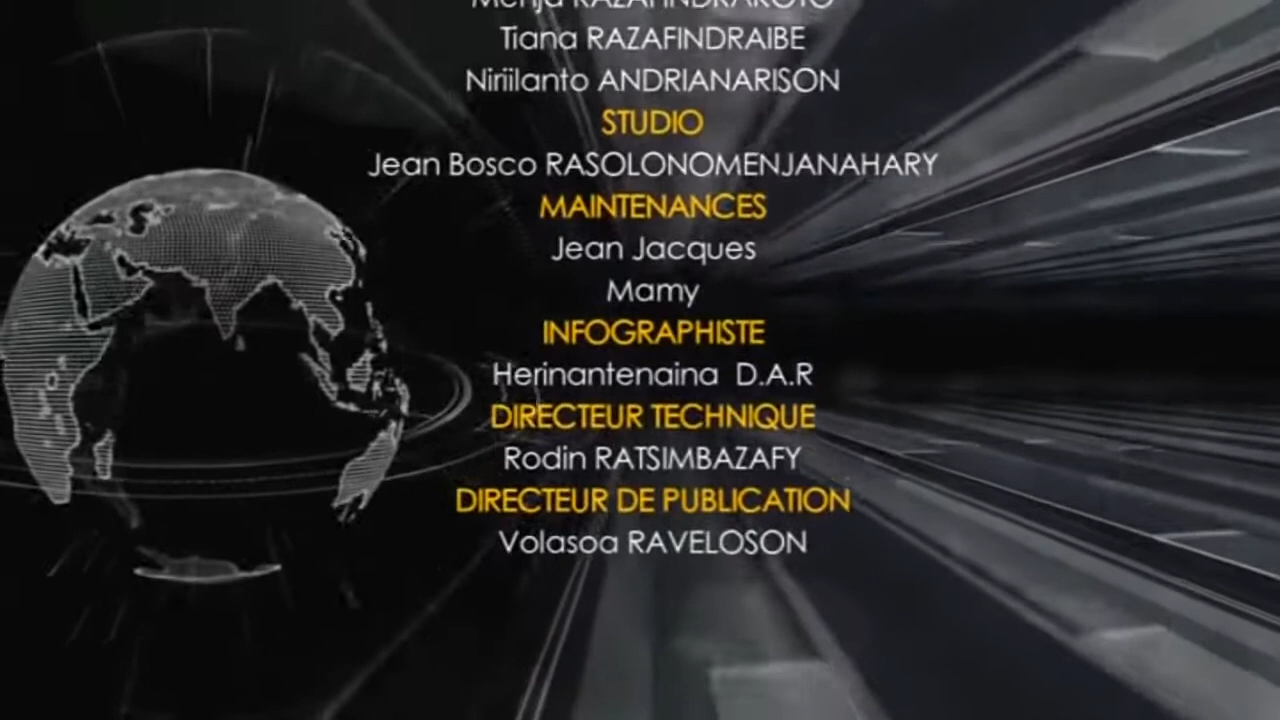 Tiana RAZAFINDRAIBE
Niriilanto ANDRIANARISON
STUDIO
Jean Bosco RASOLONOMENJANAHARY
MAINTENANCES
Jean Jacques
Mamy
INFOGRAPHISTE
Herinantenaina D.A.R
DIRECTEUR TECHNIQUE
Rodin RATSIMBAZAFY
DIRECTEUR DE PUBLICATION
Volasoa RAVELOSON